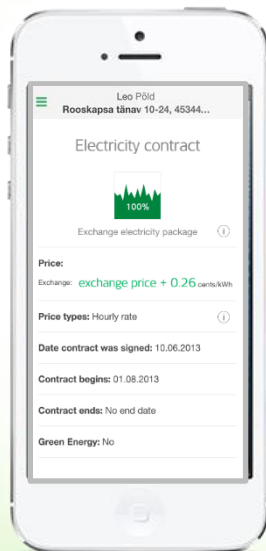 Leo Põld
Rooskapsa tänav 10-24, 45344...
Electricity contract
100%
Exchange electricity package
Price:
Exchange: exchange price + 0.26 cents/kWh
Price types: Hourly rate
Date contract was signed: 10.06.2013
Contract begins: 01.08.2013
Contract ends: No end date
Green Energy: No